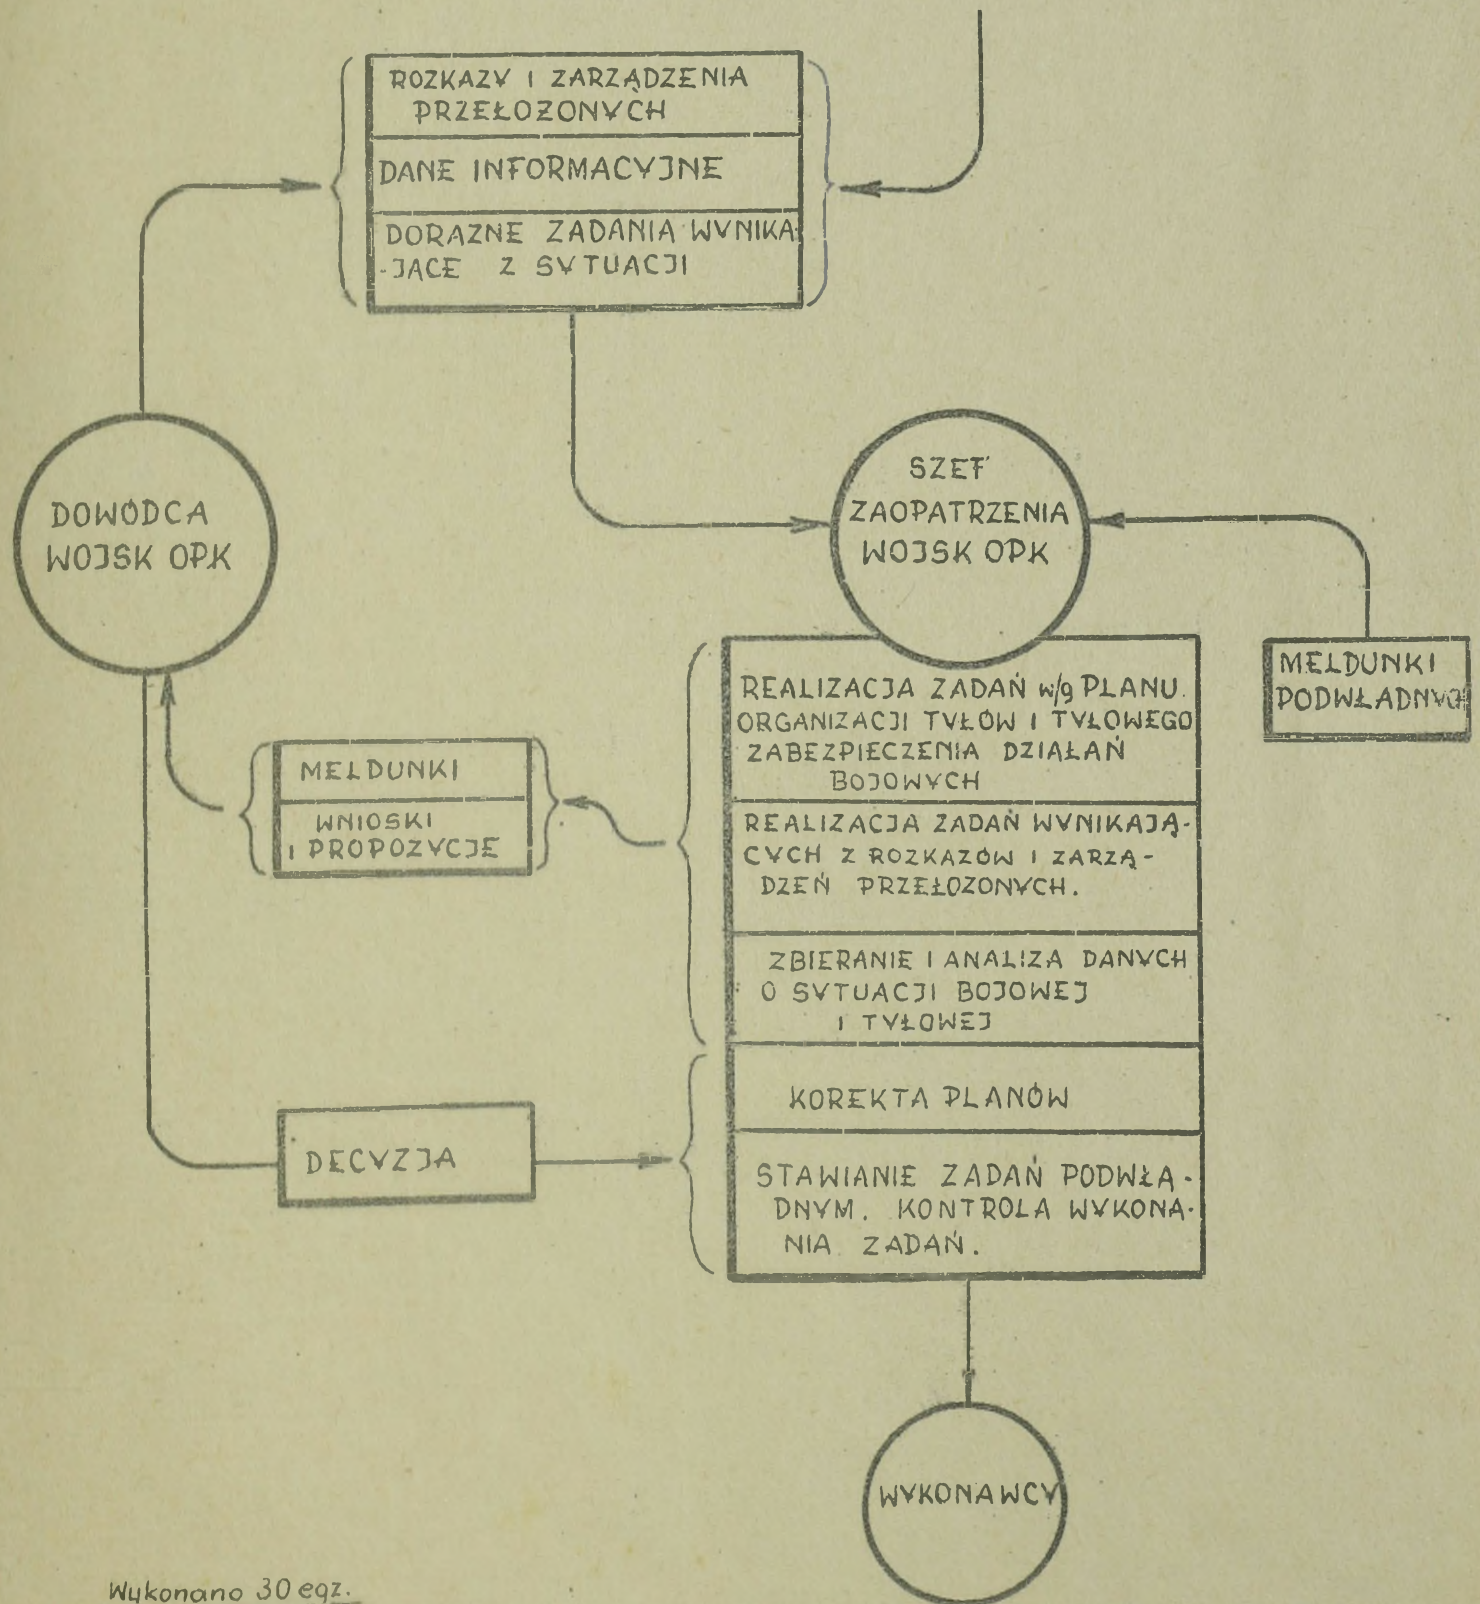 ROZKAZY I ZARZĄDZENIA
PRZEŁOZONYCH
DANE INFORMACYJNE
DORAZNE ZADANIA WYNIKA-
-JACE Z SYTUACJI
DOWÓDCA
WOJSK OPK
SZEF
ZAOPATRZENIA
WOJSK OPK
MELDUNKI
PODWŁADNYCH
REALIZACJA ZADAŃ w/g PLANU
ORGANIZACJI TYŁÓW I TYŁOWEGO
ZABEZPIECZENIA DZIAŁAŃ
BOJOWYCH
MELDUNKI
WNIOSKI
I PROPOZYCJE
REALIZACJA ZADAŃ WYNIKAJĄ-
CYCH Z ROZKAZÓW I ZARZĄ-
DZEŃ PRZEŁOZONYCH.
ZBIERANIE I ANALIZA DANYCH
O SYTUACJI BOJOWEJ
I TYŁOWEJ
KOREKTA PLANÓW
DECYZJA
STAWIANIE ZADAŃ PODWŁA-
DNYM. KONTROLA WYKONA-
NIA ZADAŃ.
WYKONAWCY
Wykonano 30 egz.